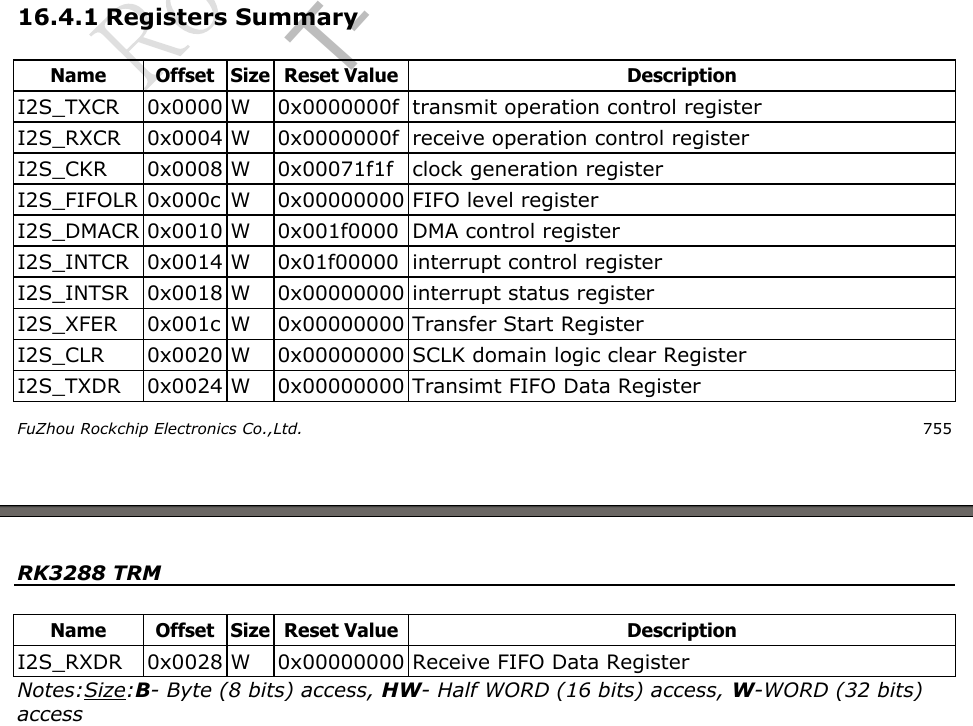 16.4.1 Registers Summary
Name Offset Size Reset Value Description
I2S_TXCR 0x0000 W 0x0000000f transmit operation control register
I2S_RXCR 0x0004 W 0x0000000f receive operation control register
I2S_CKR 0x0008 W 0x00071f1f clock generation register
I2S_FIFOLR 0x000c W 0x00000000 FIFO level register
I2S_DMACR 0x0010 W 0x001f0000 DMA control register
I2S_INTCR 0x0014 W 0x01f00000 interrupt control register
I2S_INTSR 0x0018 W 0x00000000 interrupt status register
I2S_XFER 0x001c W 0x00000000 Transfer Start Register
I2S_CLR 0x0020 W 0x00000000 SCLK domain logic clear Register
I2S_TXDR 0x0024 W 0x00000000 Transimt FIFO Data Register
FuZhou Rockchip Electronics Co.,Ltd. 755
RK3288 TRM
Name Offset Size Reset Value Description
I2S_RXDR 0x0028 W 0x00000000 Receive FIFO Data Register
Notes:Size:B- Byte (8 bits) access, HW- Half WORD (16 bits) access, W-WORD (32 bits)
access